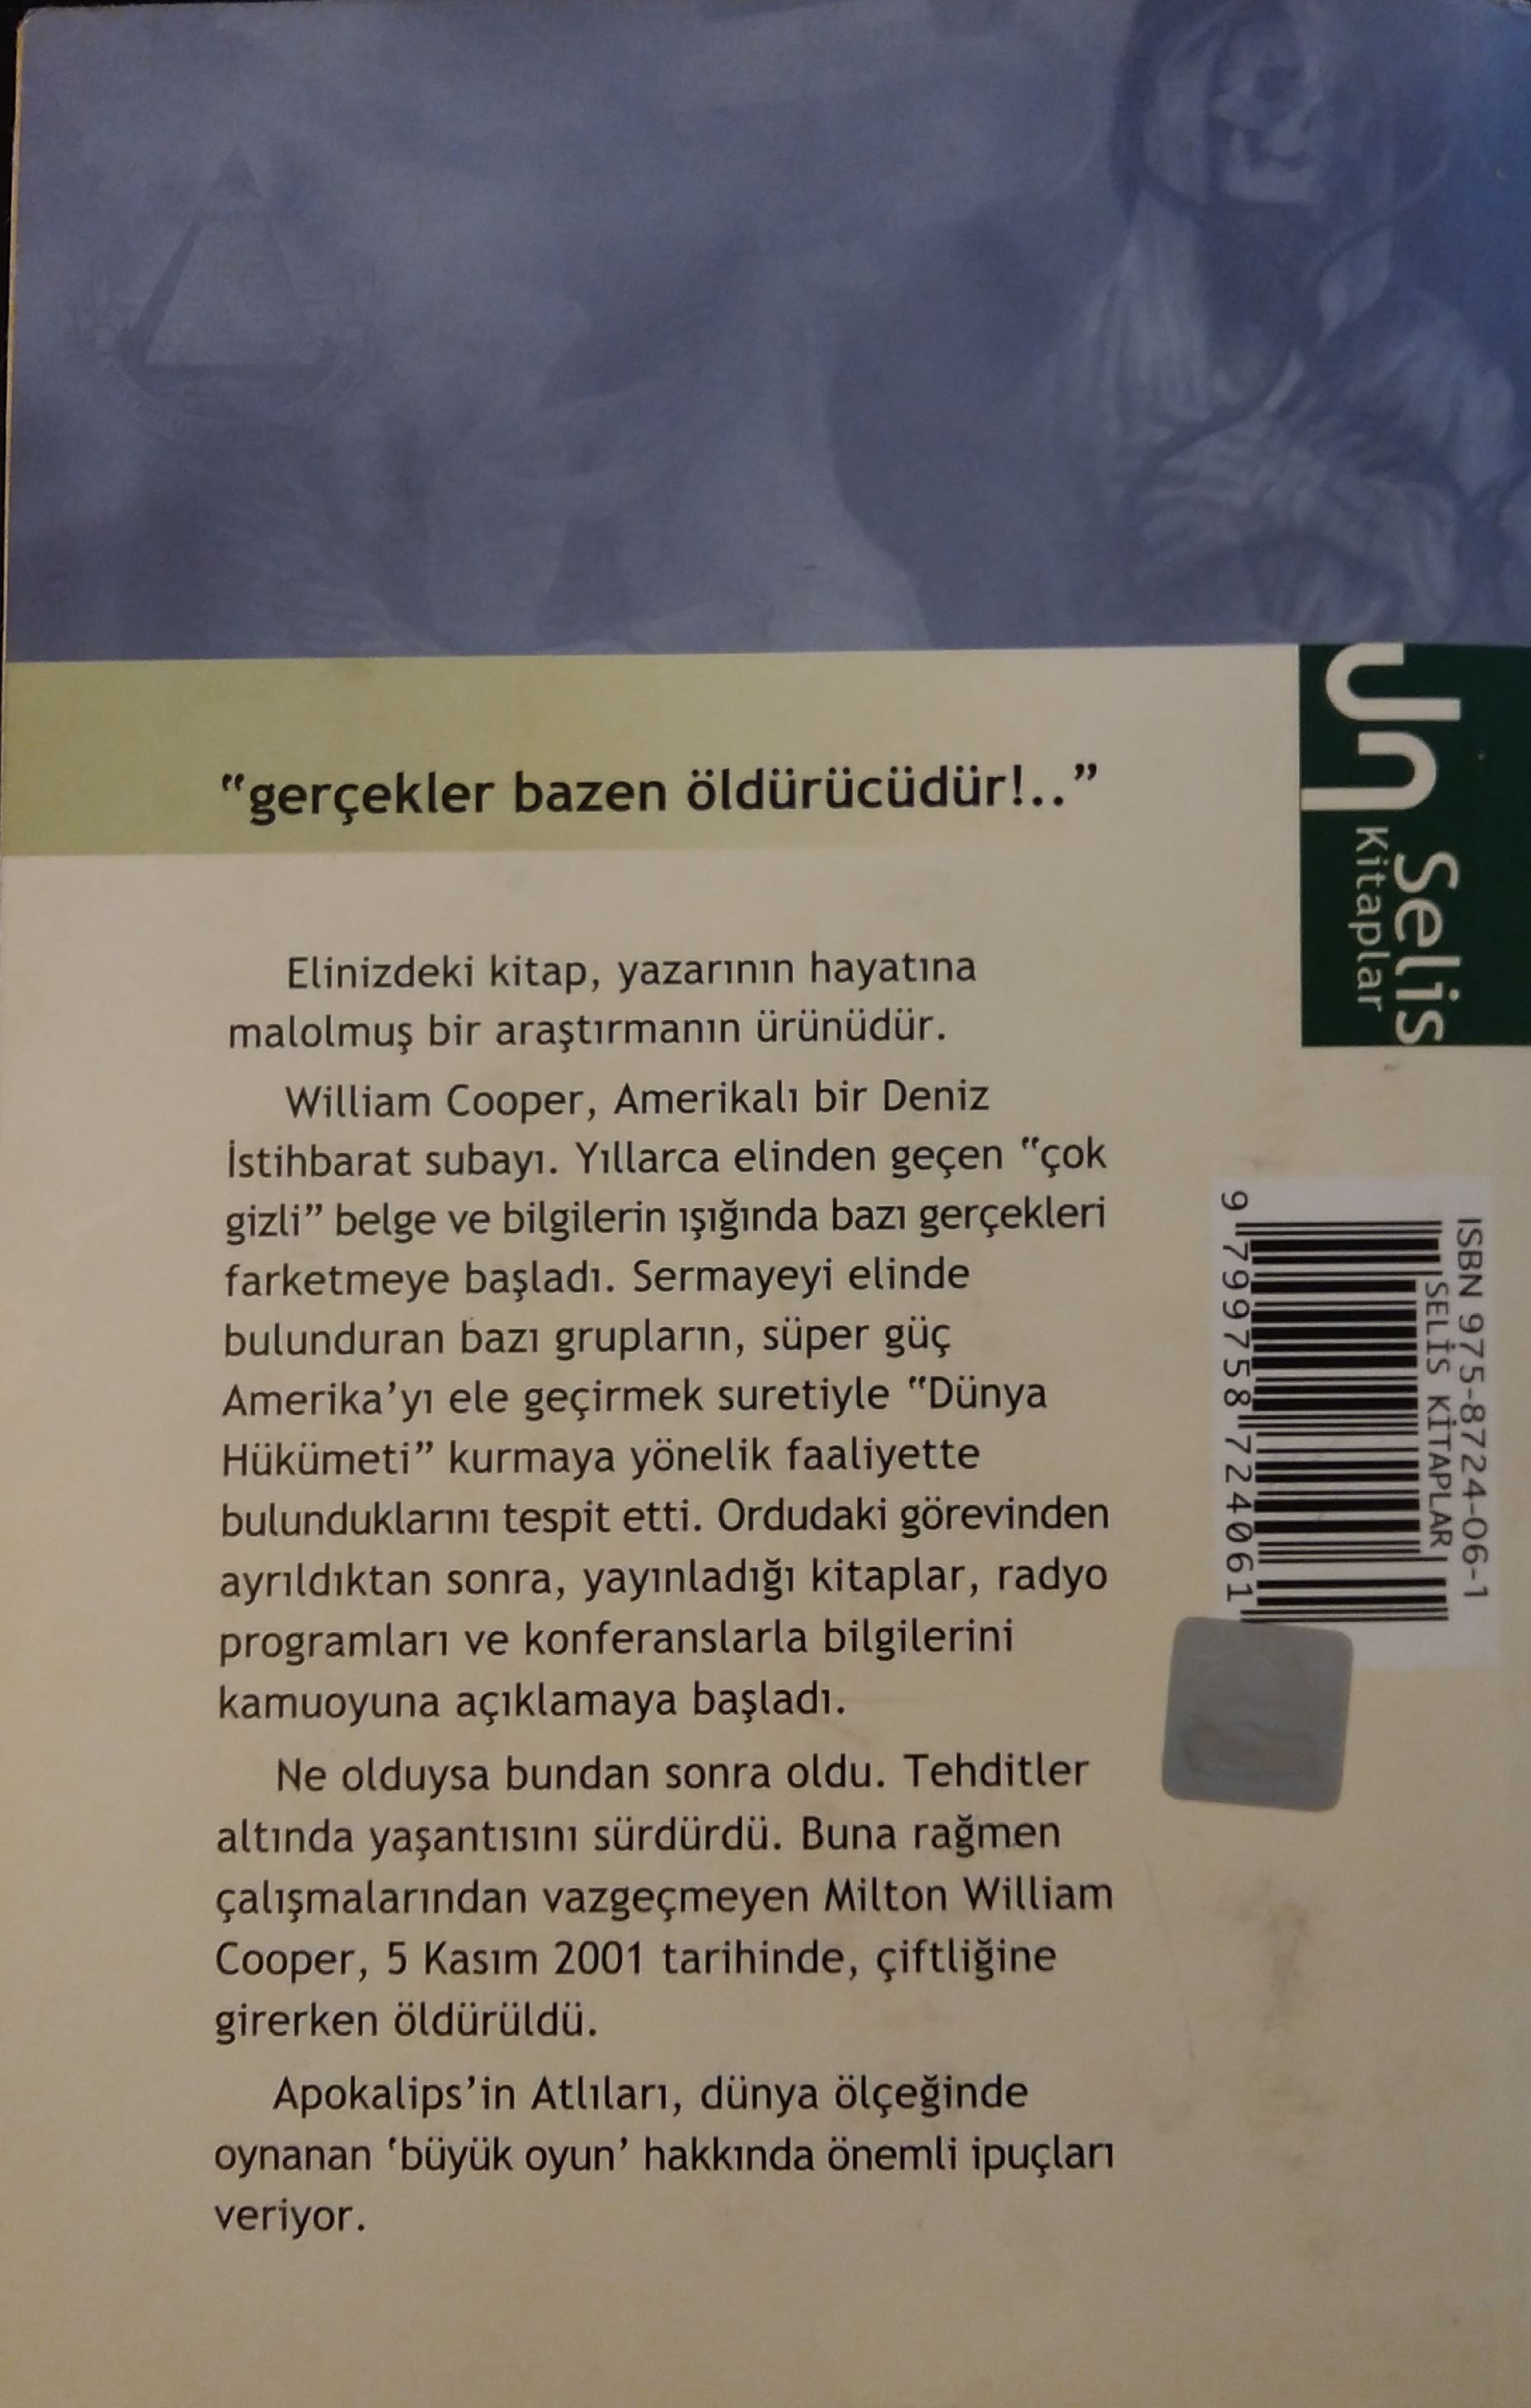 "gerçekler bazen öldürücüdür!.."
Elinizdeki kitap, yazarının hayatına
malolmuş bir araştırmanın ürünüdür.
William Cooper, Amerikalı bir Deniz
İstihbarat subayı. Yıllarca elinden geçen "çok
gizli" belge ve bilgilerin ışığında bazı gerçekleri
farketmeye başladı. Sermayeyi elinde
bulunduran bazı grupların, süper güç
Amerika'yı ele geçirmek suretiyle "Dünya
Hükümeti" kurmaya yönelik faaliyette
bulunduklarını tespit etti. Ordudaki görevinden
ayrıldıktan sonra, yayınladığı kitaplar, radyo
programları ve konferanslarla bilgilerini
kamuoyuna açıklamaya başladı.
Ne olduysa bundan sonra oldu. Tehditler
altında yaşantısını sürdürdü. Buna rağmen
çalışmalarından vazgeçmeyen Milton William
Cooper, 5 Kasım 2001 tarihinde, çiftliğine
girerken öldürüldü.
Apokalips'in Atlıları, dünya ölçeğinde
oynanan 'büyük oyun' hakkında önemli ipuçları
veriyor.
Selis
Kitaplar
ISBN 975-8724-06-1
SELİS KİTAPLAR
9 799758 724061